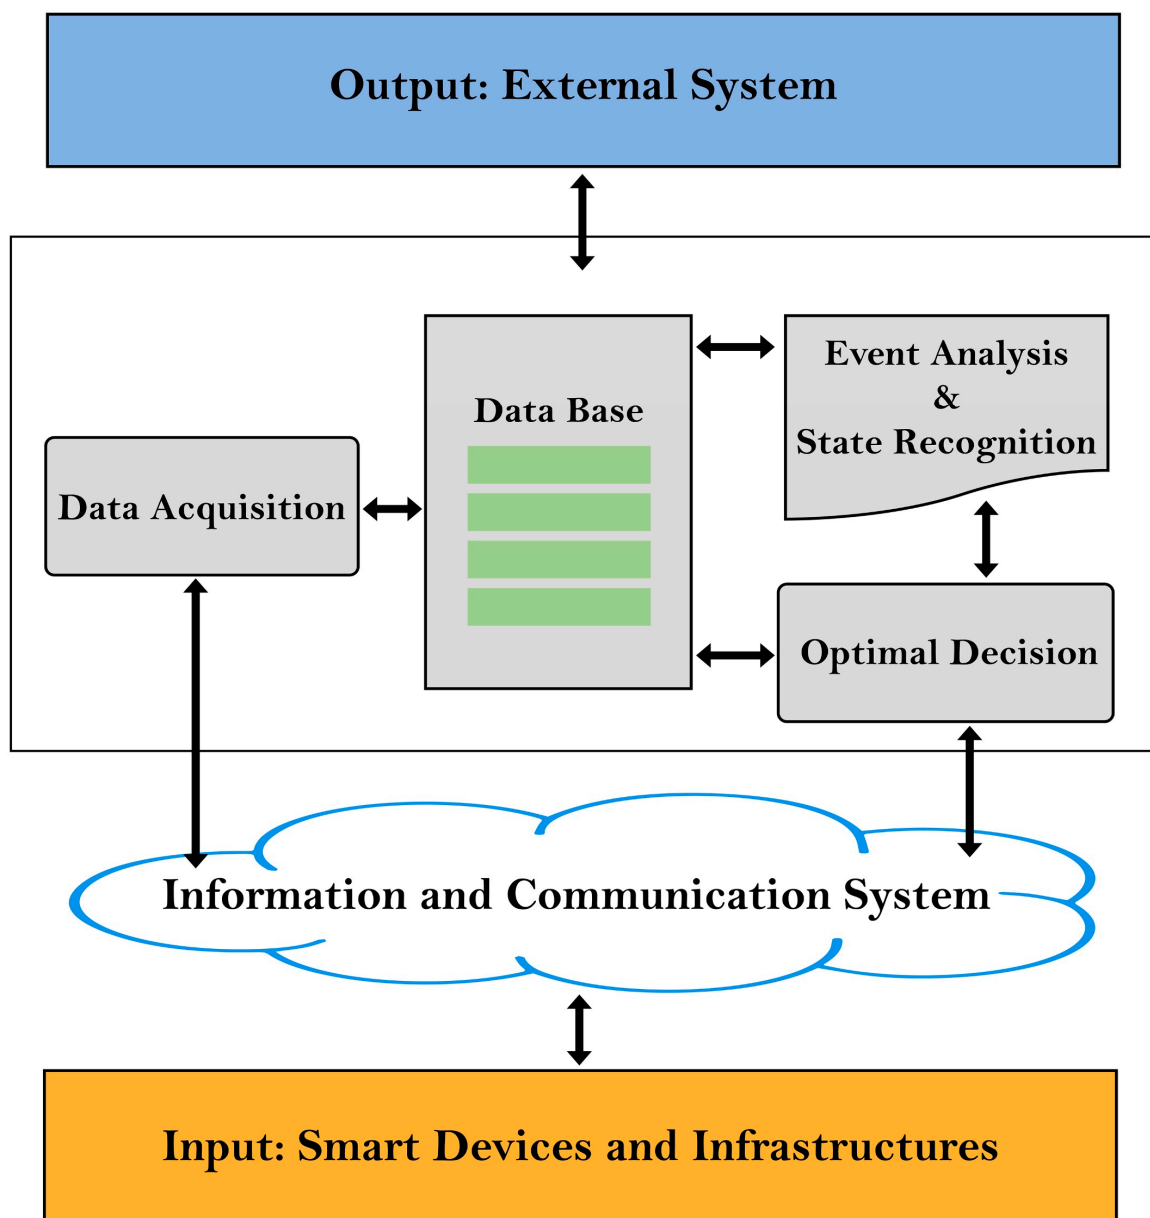 Output: External System
Data Base
Event Analysis
&
State Recognition
Data Acquisition
Optimal Decision
Information and Communication System
Input: Smart Devices and Infrastructures